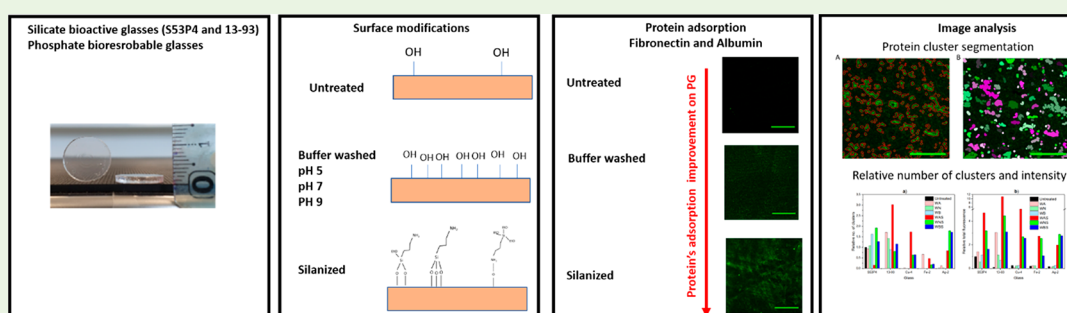 Silicate bioactive glasses (S53P4 and 13-93)
Phosphate bioresrobable glasses
Surface modifications
OH OH
Untreated
Buffer washed
pH 5
pH 7
PH 9
OH OH OH OH OH OH OH
Silanized
Protein adsorption
Fibronectin and Albumin
Untreated
Buffer washed
Silanized
Protein's adsorption improvement on PG
Image analysis
Protein cluster segmentation
A B
Relative number of clusters and intensity
a) b)
Untreated
Untreated